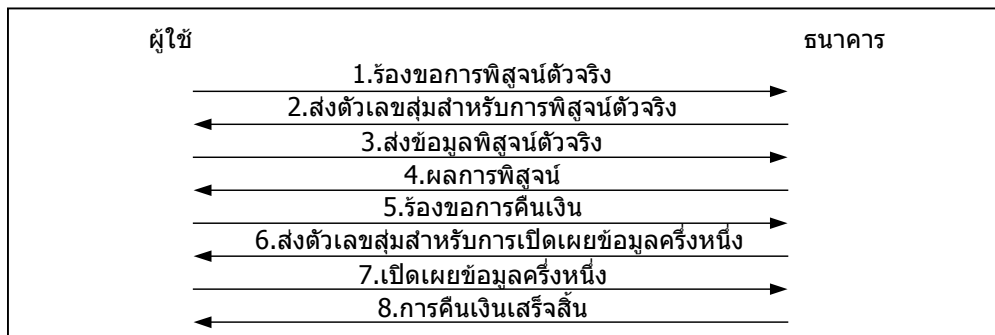 ผู้ใช้ ธนาคาร
1.ร้องขอการพิสูจน์ตัวจริง
2.ส่งตัวเลขสุ่มสำหรับการพิสูจน์ตัวจริง
3.ส่งข้อมูลพิสูจน์ตัวจริง
4.ผลการพิสูจน์
5.ร้องขอการคืนเงิน
6.ส่งตัวเลขสุ่มสำหรับการเปิดเผยข้อมูลครึ่งหนึ่ง
7.เปิดเผยข้อมูลครึ่งหนึ่ง
8.การคืนเงินเสร็จสิ้น